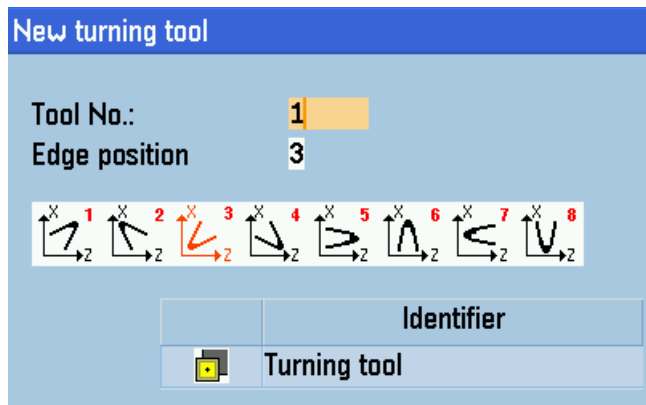 New turning tool
Tool No.: 1
Edge position 3
X 1 X 2 X 3 X 4 X 5 X 6 X 7 X 8
Z Z Z Z Z Z Z Z
Identifier
Turning tool